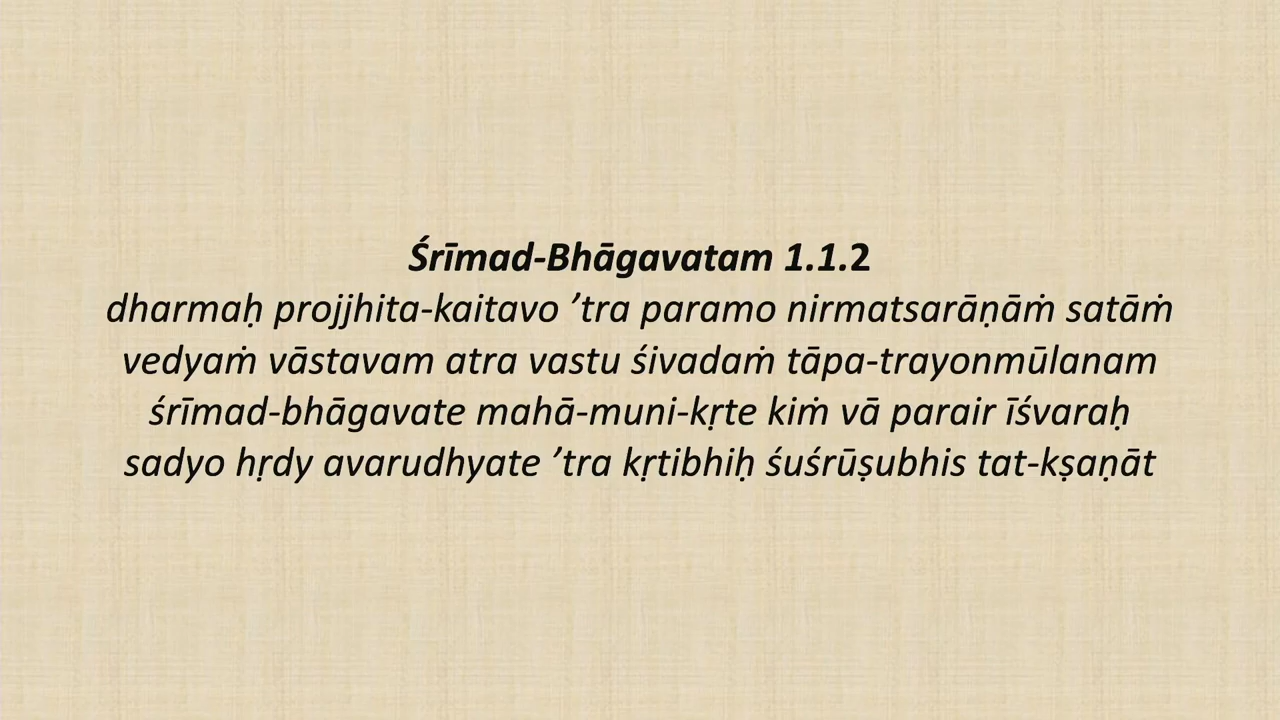 Śrīmad-Bhāgavatam 1.1.2
dharmaḥ projjhita-kaitavo ’tra paramo nirmatsarāṇāṁ satāṁ
vedyaṁ vāstavam atra vastu śivadaṁ tāpa-trayonmūlanam
śrīmad-bhāgavate mahā-muni-kṛte kiṁ vā parair īśvaraḥ
sadyo hṛdy avarudhyate ’tra kṛtibhiḥ śuśrūṣubhis tat-kṣaṇāt